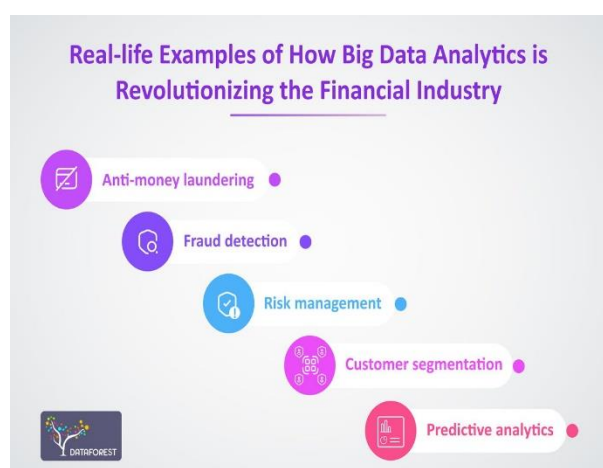 Real-life Examples of How Big Data Analytics is
Revolutionizing the Financial Industry
Anti-money laundering
Fraud detection
Risk management
Customer segmentation
Predictive analytics
DATAFOREST